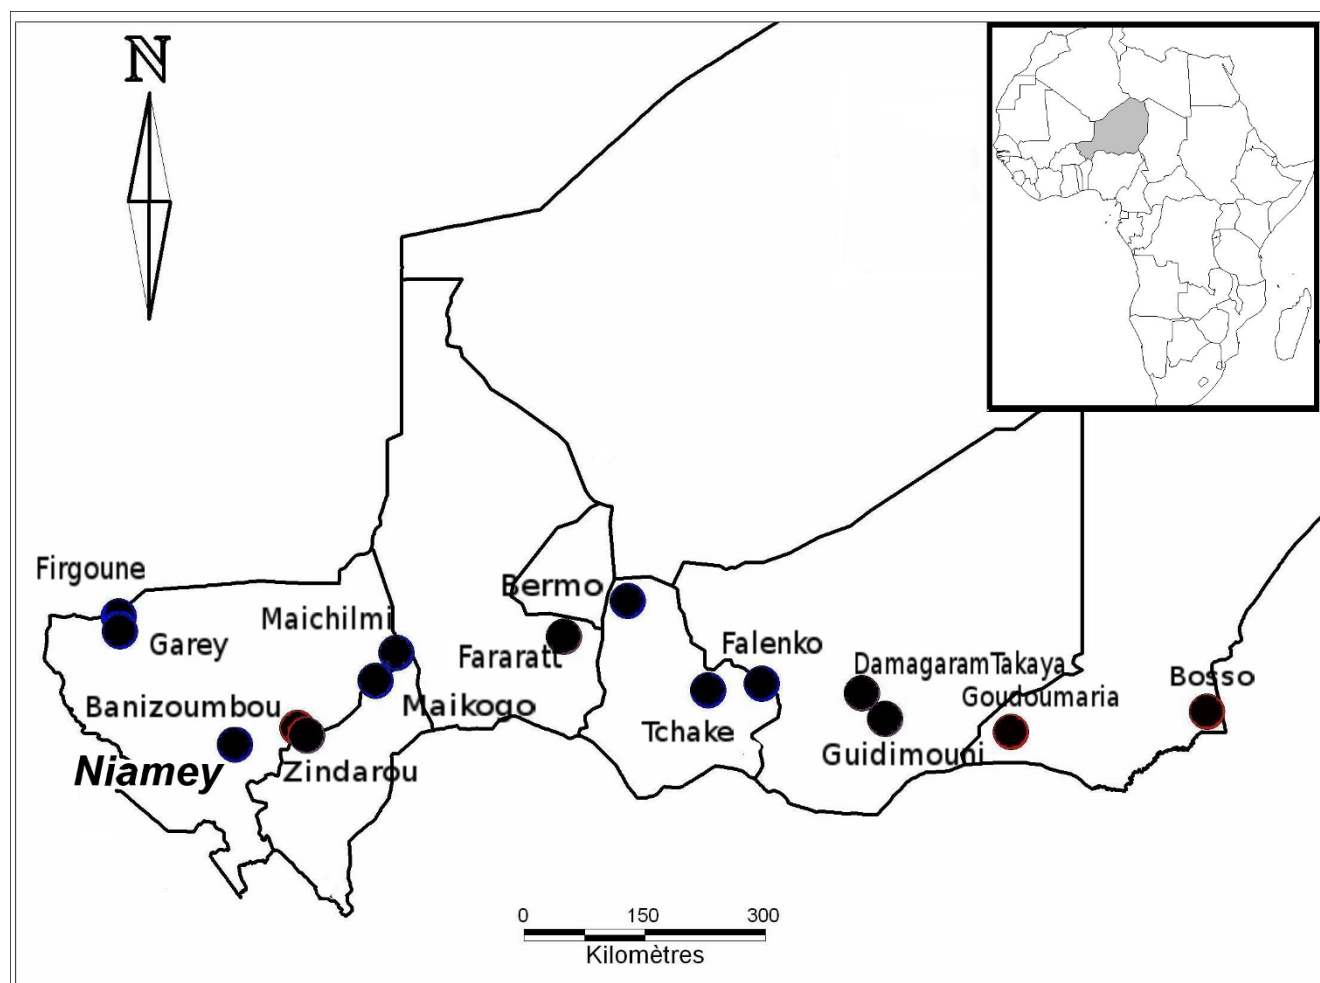 N
Firgoune
Garey
Maichilmi
Bermo
Fararatt
Falenko
DamagaramTakaya
Goudoumaria
Bosso
Banizoumbou
Maikogo
Tchake
Guidimouni
Niamey
Zindarou
0 150 300
Kilomètres